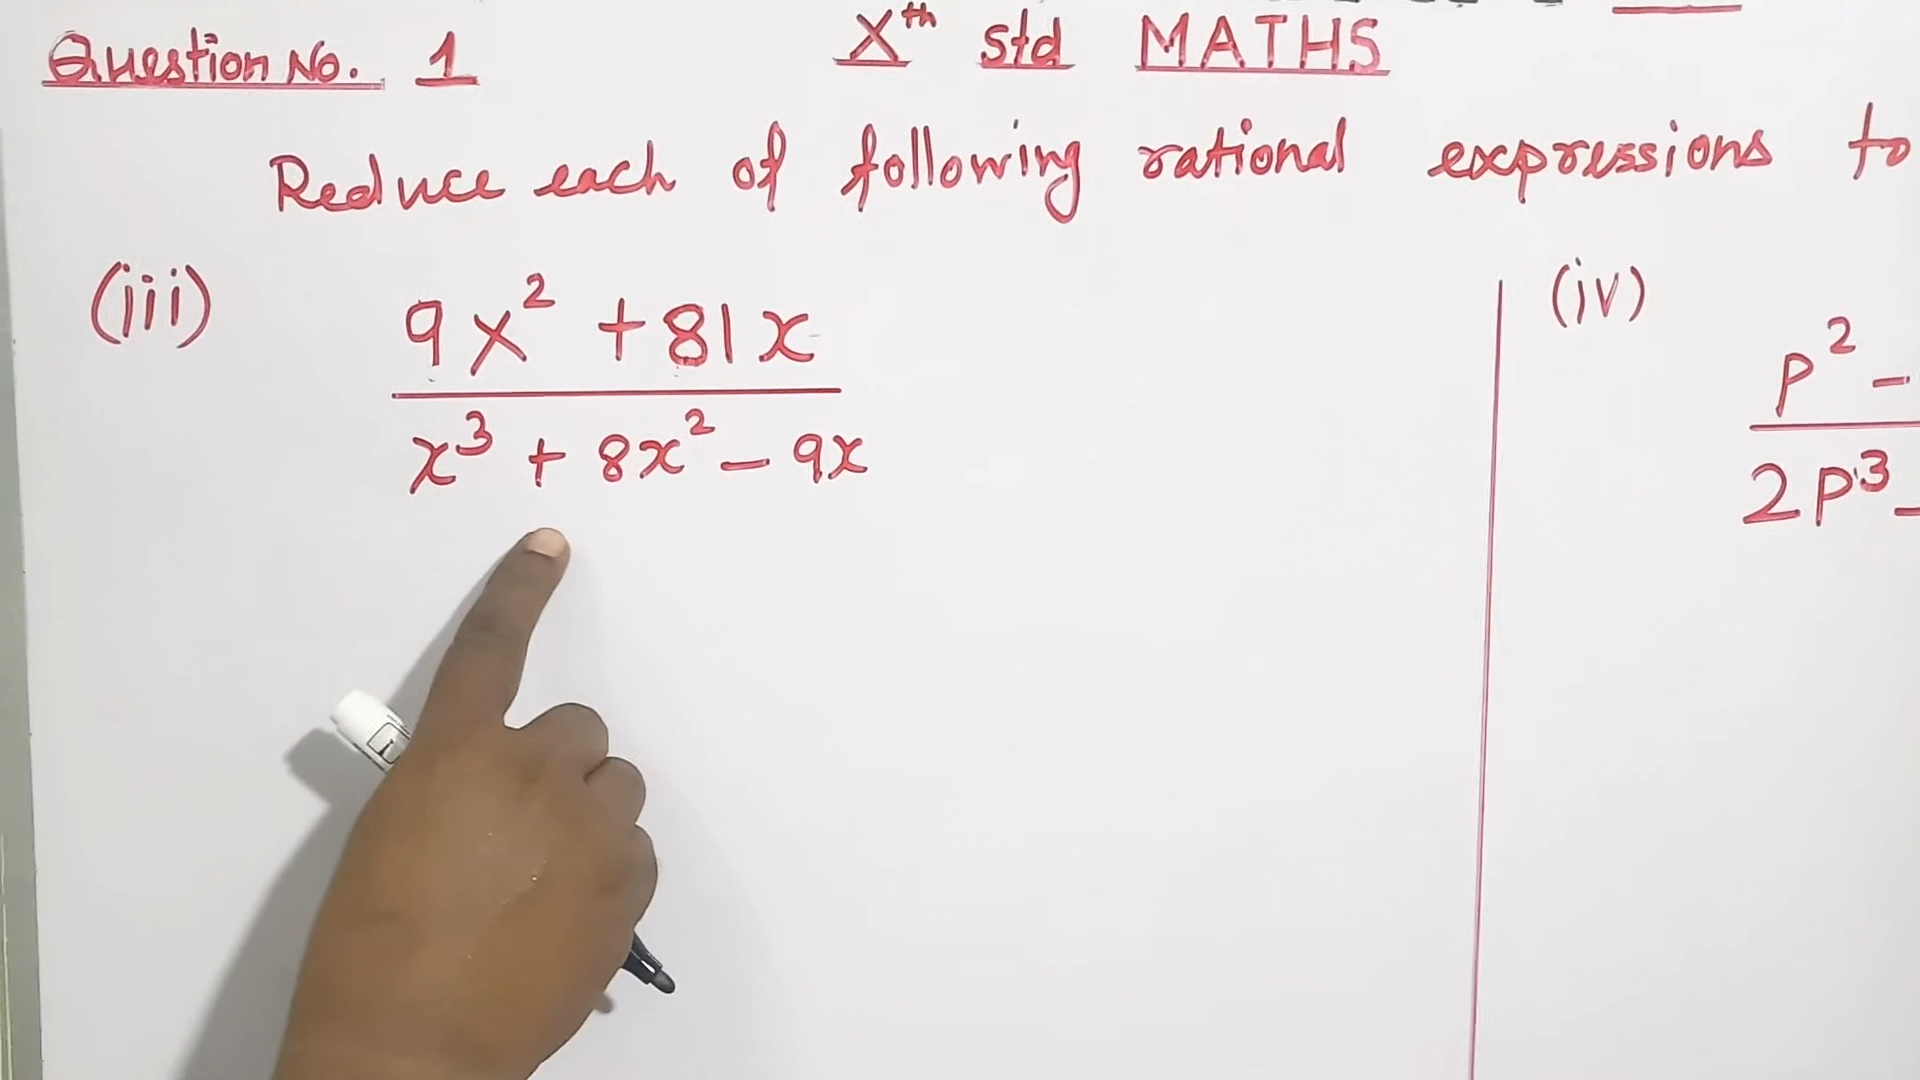 Question No. 1
Xth std MATHS
Reduce each of following rational expressions to
(iii)
9x² + 81x
x³ + 8x² - 9x
(iv)
p² -
2p³ -